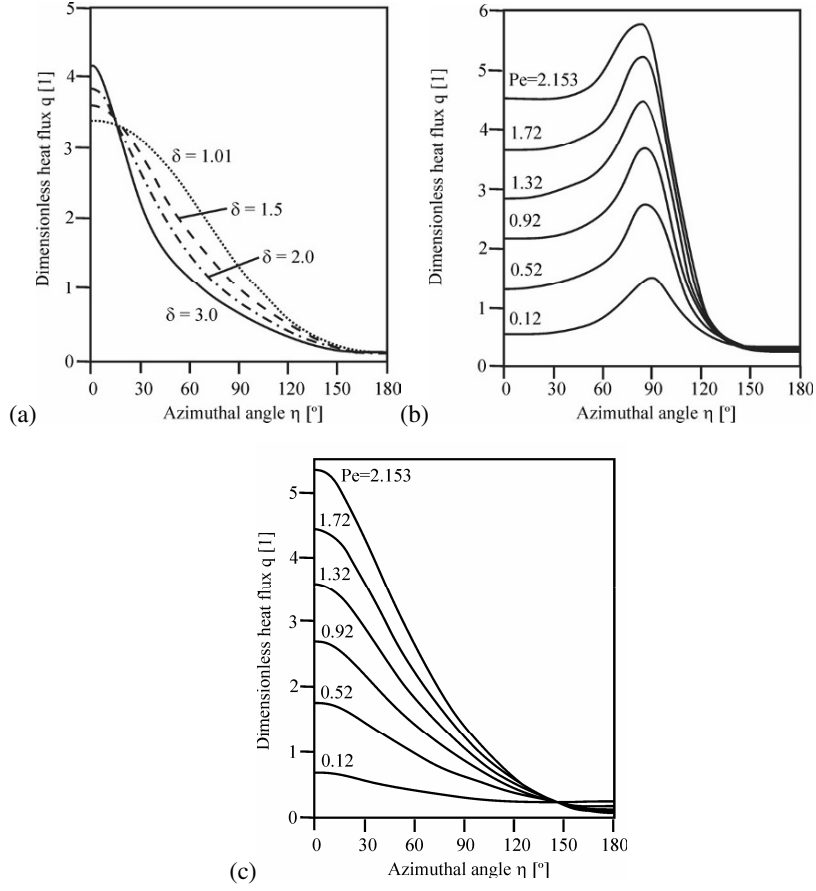 5
4
3
2
1
0
Dimensionless heat flux q [1]
δ = 1.01
δ = 1.5
δ = 2.0
δ = 3.0
0 30 60 90 120 150 180
Azimuthal angle η [º]
(a)
6
5
4
3
2
1
0
Dimensionless heat flux q [1]
Pe=2.153
1.72
1.32
0.92
0.52
0.12
0 30 60 90 120 150 180
Azimuthal angle η [º]
(b)
5
4
3
2
1
0
Dimensionless heat flux q [1]
Pe=2.153
1.72
1.32
0.92
0.52
0.12
0 30 60 90 120 150 180
Azimuthal angle η [º]
(c)